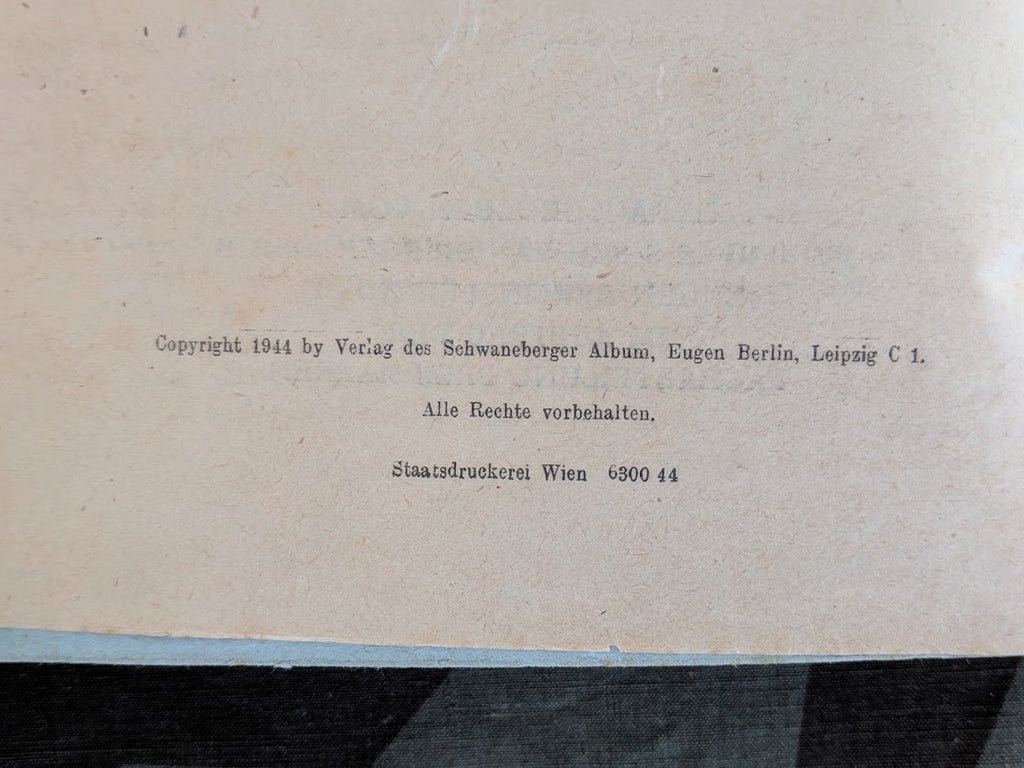 Copyright 1944 by Verlag des Schwaneberger Album, Eugen Berlin, Leipzig C 1.
Alle Rechte vorbehalten.
Staatsdruckerei Wien 6300 44